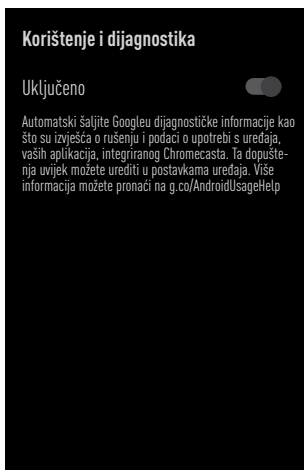 Korištenje i dijagnostika
Uključeno
Automatski šaljite Googleu dijagnostičke informacije kao
što su izvješća o rušenju i podaci o upotrebi s uređaja,
vaših aplikacija, integriranog Chromecasta. Ta dopušte-
nja uvijek možete urediti u postavkama uređaja. Više
informacija možete pronaći na g.co/AndroidUsageHelp